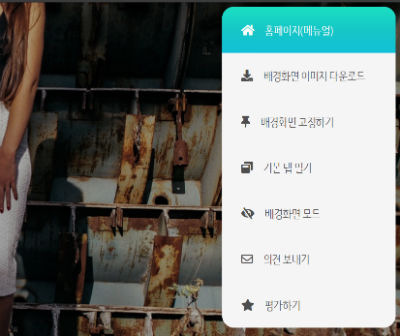 홈페이지(메뉴얼)
배경화면 이미지 다운로드
배경화면 고정하기
기본 탭 열기
배경화면 모드
의견 보내기
평가하기